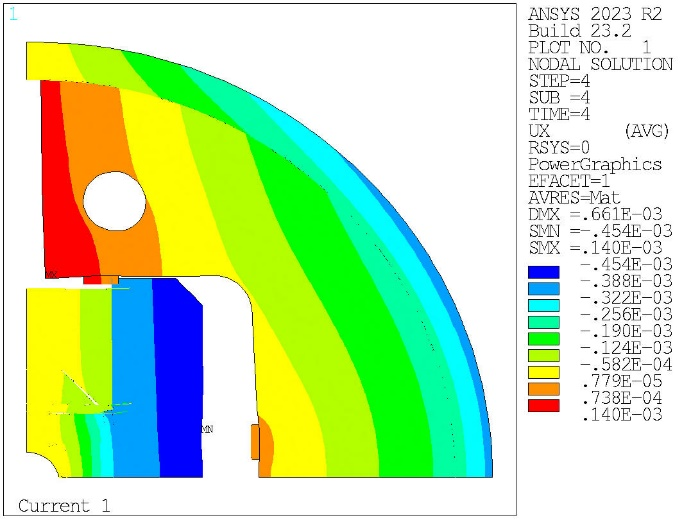 1
ANSYS 2023 R2
Build 23.2
PLOT NO.   1
NODAL SOLUTION
STEP=4
SUB =4
TIME=4
UX       (AVG)
RSYS=0
PowerGraphics
EFACET=1
AVRES=Mat
DMX =.661E-03
SMN =-.454E-03
SMX =.140E-03
-.454E-03
-.388E-03
-.322E-03
-.256E-03
-.190E-03
-.124E-03
-.582E-04
.779E-05
.738E-04
.140E-03
MX
MN
Current 1